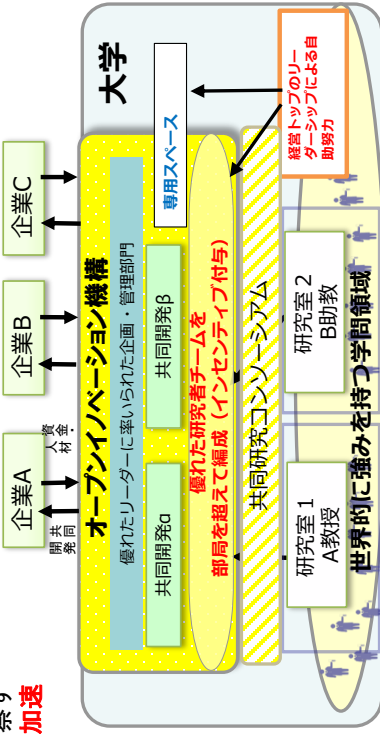 加速
企業A
企業B
企業C
共同
開発
資金・
人材
大学
オープンイノベーション機構
優れたリーダーに率いられた企画・管理部門
専用スペース
共同開発α
共同開発β
優れた研究者チームを
部局を超えて編成（インセンティブ付与）
共同研究コンソーシアム
経営トップのリー
ダーシップによる自
助努力
研究室１
A教授
研究室２
B助教
世界的に強みを持つ学問領域